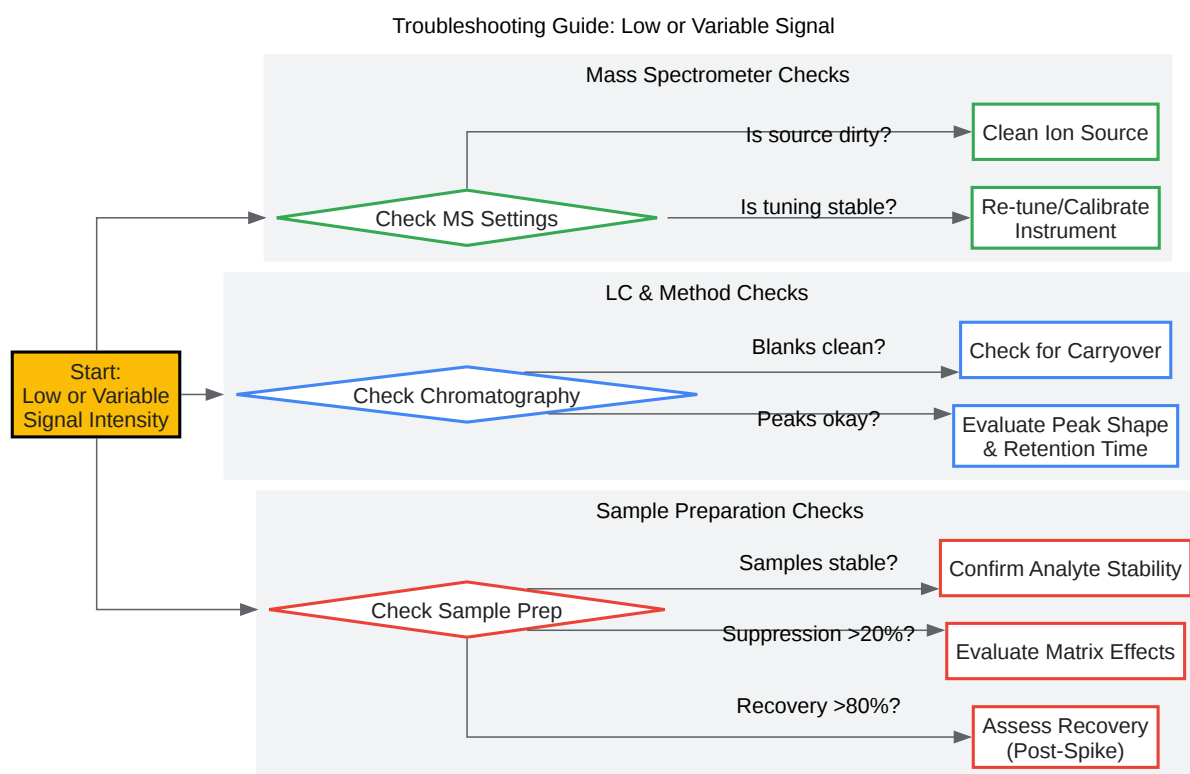 Troubleshooting Guide: Low or Variable Signal
Mass Spectrometer Checks
Is source dirty?
Clean Ion Source
Check MS Settings
Is tuning stable?
Re-tune/Calibrate
Instrument
LC & Method Checks
Start:
Low or Variable
Signal Intensity
Check Chromatography
Blanks clean?
Check for Carryover
Peaks okay?
Evaluate Peak Shape
& Retention Time
Sample Preparation Checks
Check Sample Prep
Samples stable?
Confirm Analyte Stability
Suppression >20%?
Evaluate Matrix Effects
Recovery >80%?
Assess Recovery
(Post-Spike)